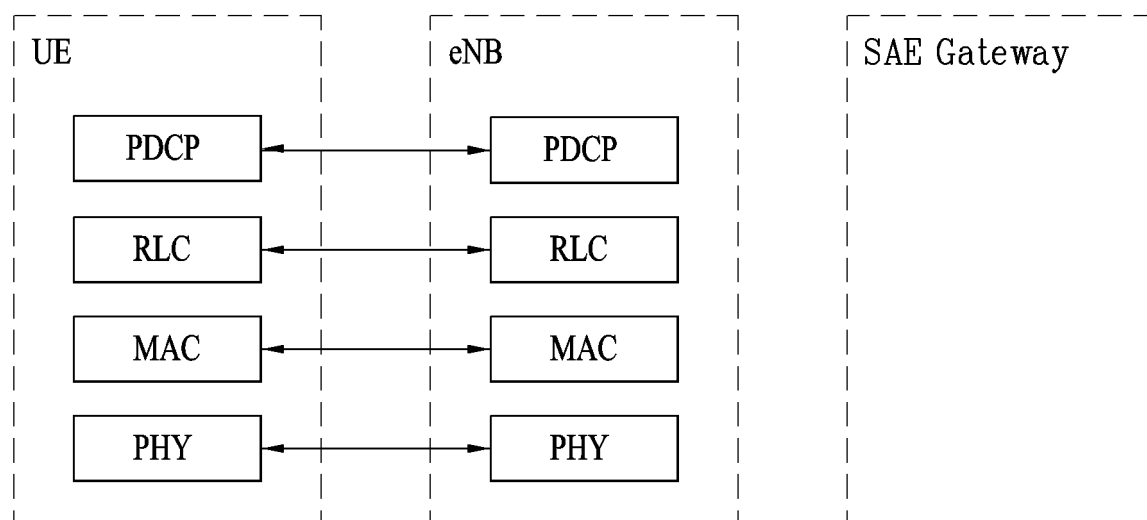 UE
eNB
SAE Gateway
PDCP
PDCP
RLC
RLC
MAC
MAC
PHY
PHY